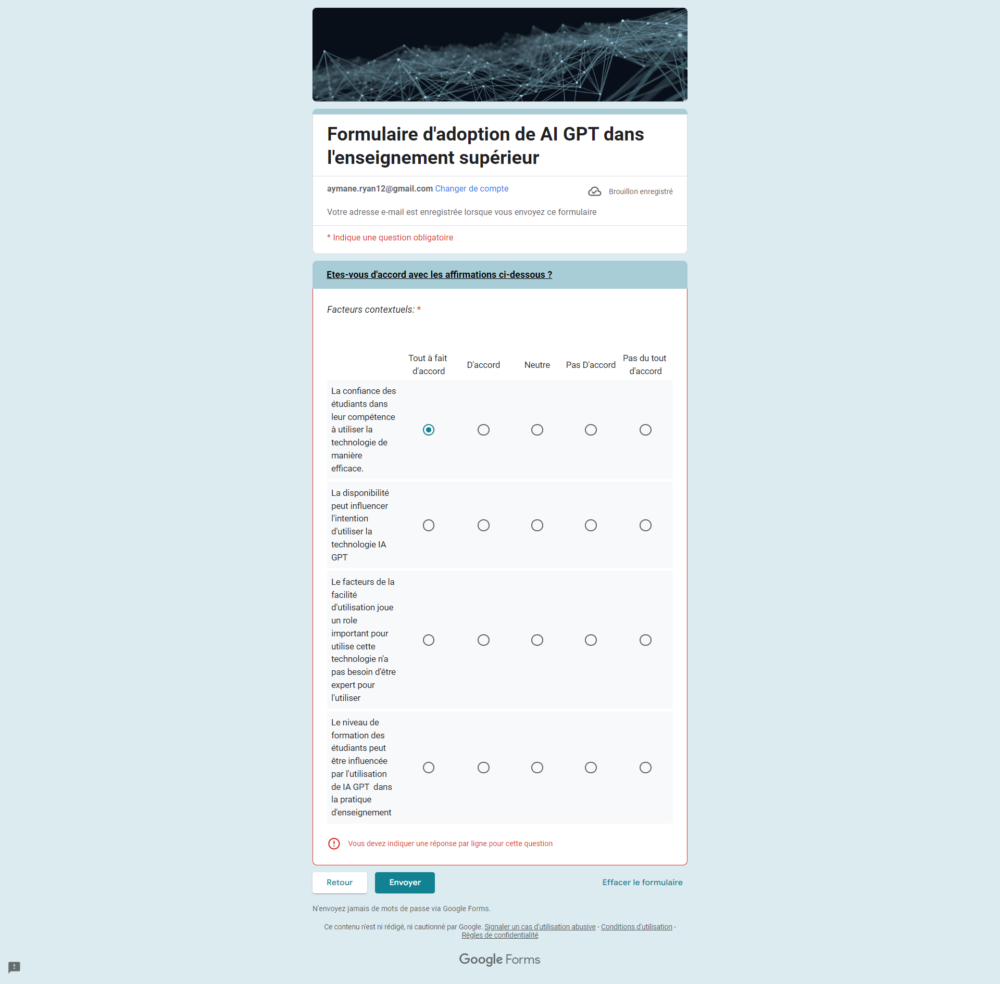 Formulaire d'adoption de AI GPT dans
l'enseignement supérieur
aymane.ryan12@gmail.com Changer de compte
Brouillon enregistré
Votre adresse e-mail est enregistrée lorsque vous envoyez ce formulaire
* Indique une question obligatoire
Etes-vous d'accord avec les affirmations ci-dessous ?
Facteurs contextuels: *
Tout à fait
d'accord
D'accord
Neutre
Pas D'accord
Pas du tout
d'accord
La confiance des
étudiants dans
leur compétence
à utiliser la
technologie de
manière
efficace.
La disponibilité
peut influencer
l'intention
d'utiliser la
technologie IA
GPT
Le facteurs de la
facilité
d'utilisation joue
un role
important pour
utilise cette
technologie n'a
pas besoin d'être
expert pour
l'utiliser
Le niveau de
formation des
étudiants peut
être influencée
par l'utilisation
de IA GPT  dans
la pratique
d'enseignement
Vous devez indiquer une réponse par ligne pour cette question
Retour
Envoyer
Effacer le formulaire
N'envoyez jamais de mots de passe via Google Forms.
Ce contenu n'est ni rédigé, ni cautionné par Google. Signaler un cas d'utilisation abusive - Conditions d'utilisation -
Règles de confidentialité
Google Forms